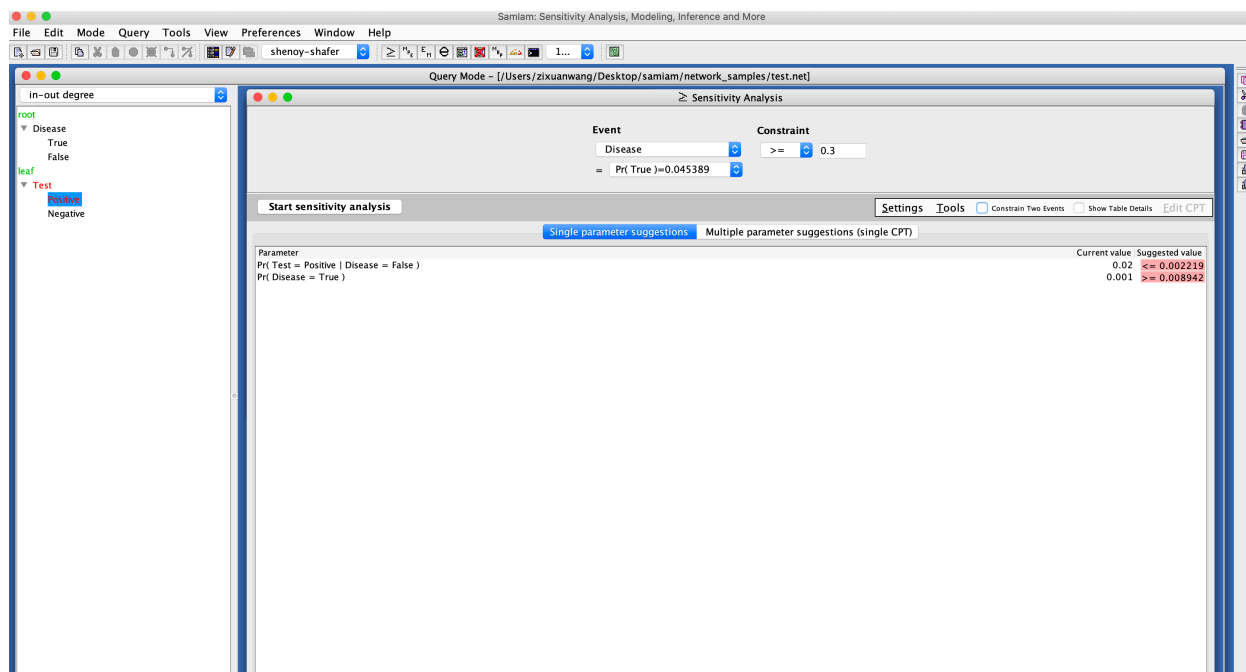 SamIam: Sensitivity Analysis, Modeling, Inference and More
File Edit Mode Query Tools View Preferences Window Help
shenoy-shafer 1...
Query Mode – [/Users/zixuanwang/Desktop/samiam/network_samples/test.net]
in-out degree
≥ Sensitivity Analysis
root
Disease
True
False
leaf
Test
Positive
Negative
Event Constraint
Disease >= 0.3
= Pr( True )=0.045389
Start sensitivity analysis Settings Tools Constrain Two Events Show Table Details Edit CPT
Single parameter suggestions Multiple parameter suggestions (single CPT)
Parameter Current value Suggested value
Pr( Test = Positive | Disease = False ) 0.02 <= 0.002219
Pr( Disease = True ) 0.001 >= 0.008942